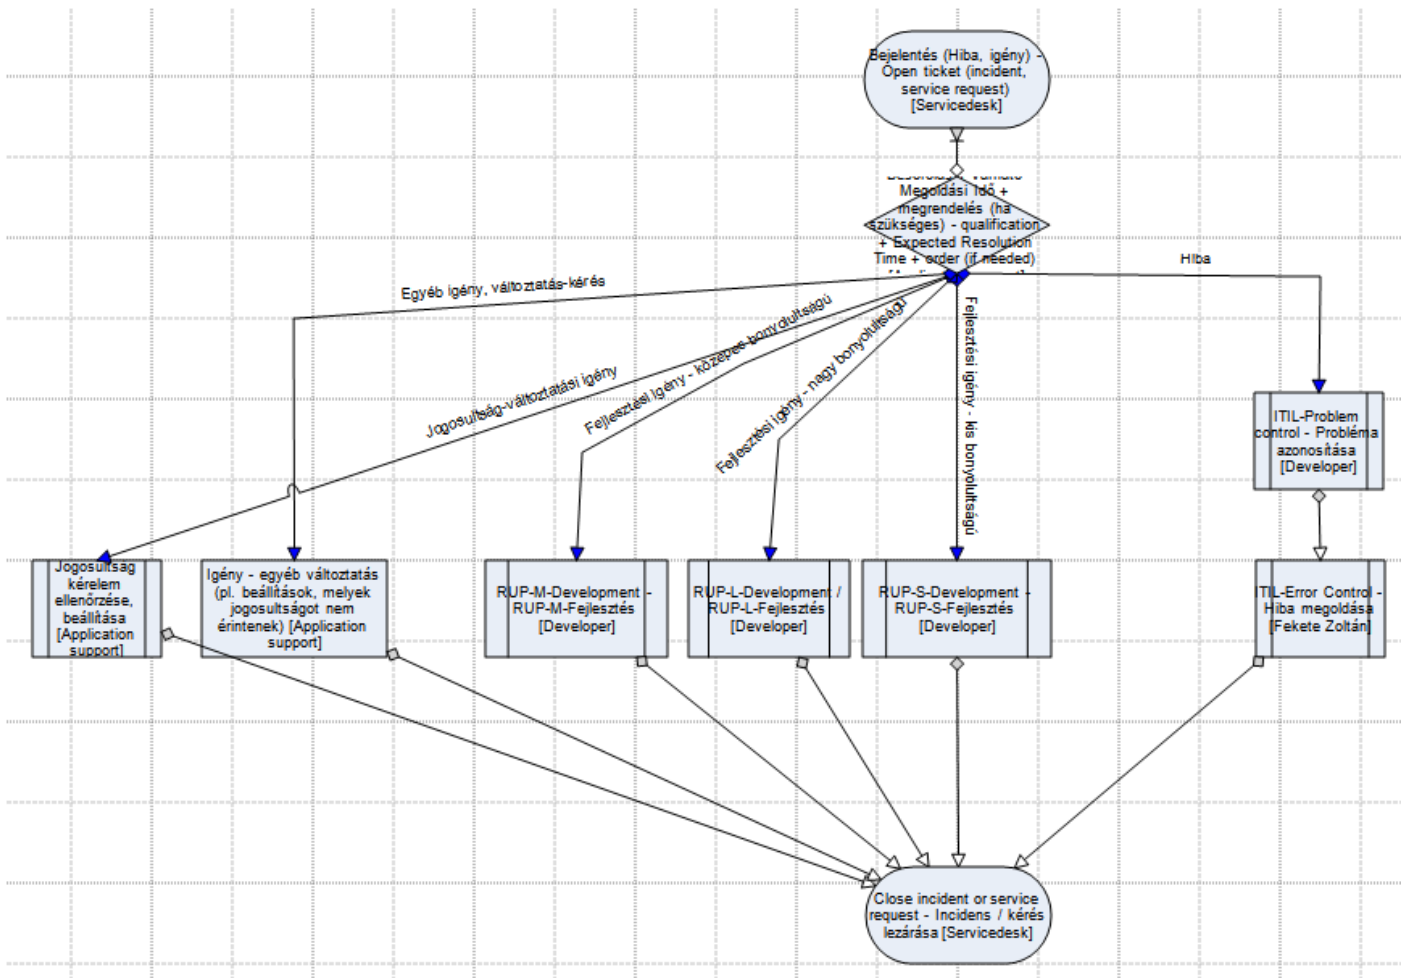 Bejelentés (Hiba, igény) -
Open ticket (incident,
service request)
[Servicedesk]
Megoldási Idő +
megrendelés (ha
szükséges) - qualification
+ Expected Resolution
Time + order (if needed)
Hiba
Egyéb igény, változtatás-kérés
Jogosultság-változtatási igény
Fejlesztési igény - közepes bonyolultságú
Fejlesztési igény - nagy bonyolultságú
Fejlesztési igény - kis bonyolultságú
ITIL-Problem
control - Probléma
azonosítása
[Developer]
Jogosultság
kérelem
ellenőrzése,
beállítása
[Application
support]
Igény - egyéb változtatás
(pl. beállítások, melyek
jogosultságot nem
érintenek) [Application
support]
RUP-M-Development -
RUP-M-Fejlesztés
[Developer]
RUP-L-Development /
RUP-L-Fejlesztés
[Developer]
RUP-S-Development -
RUP-S-Fejlesztés
[Developer]
ITIL-Error Control -
Hiba megoldása
[Fekete Zoltán]
Close incident or service
request - Incidens / kérés
lezárása [Servicedesk]